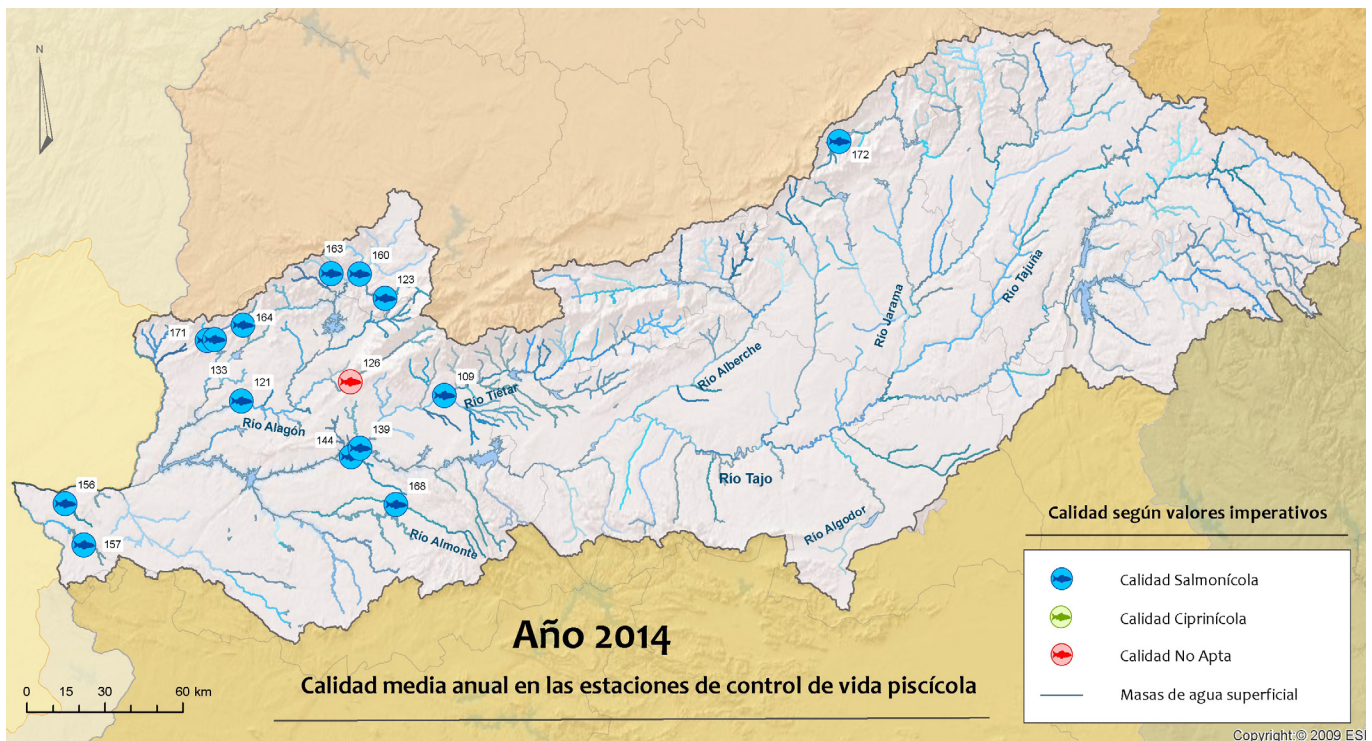 N
172
163
160
123
164
171
133
126
109
121
Río Tiétar
Río Alagón
144
139
156
168
157
Río Almonte
Río Alberche
Río Jarama
Río Tajuña
Río Tajo
Río Algodor
Calidad según valores imperativos
Calidad Salmonícola
Calidad Ciprinícola
Calidad No Apta
Masas de agua superficial
Año 2014
Calidad media anual en las estaciones de control de vida piscícola
0 15 30 60 km
Copyright:© 2009 ESI